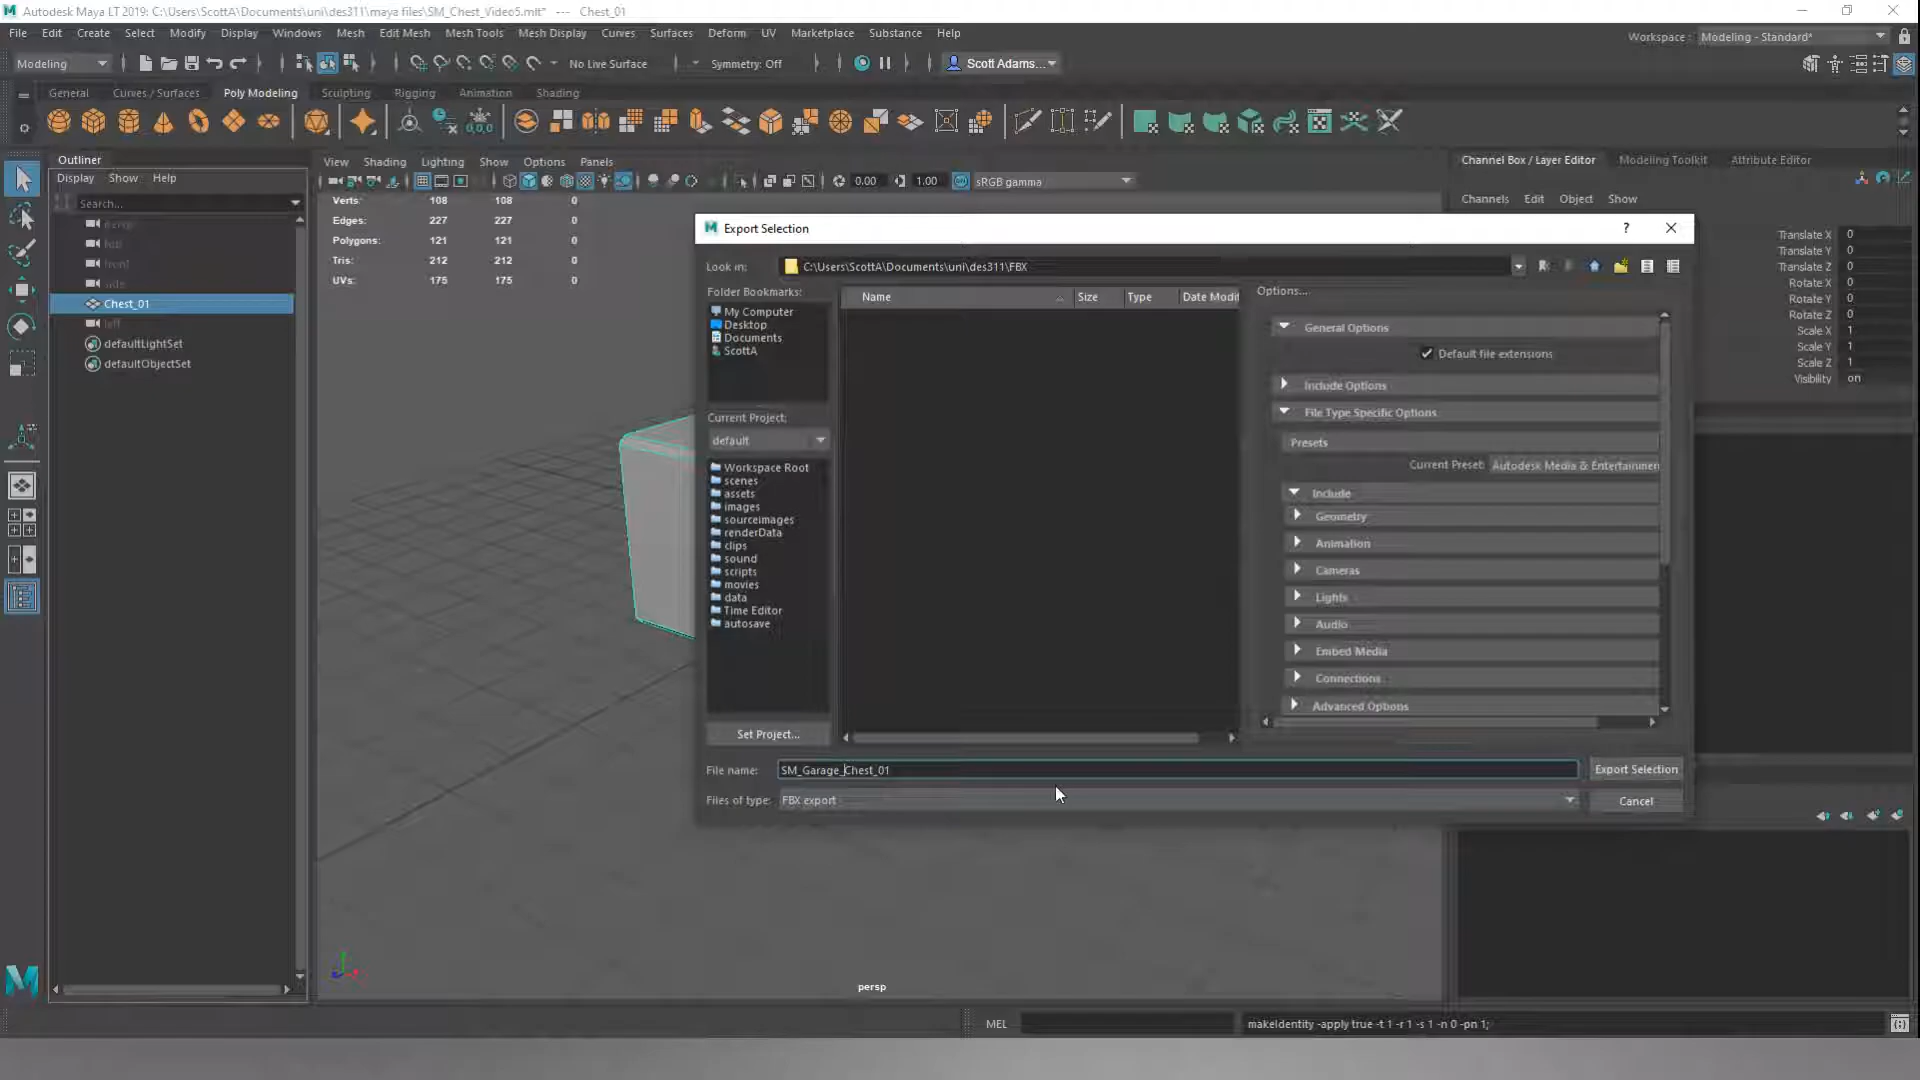 Autodesk Maya LT 2019: C:\Users\ScottA\Documents\uni\des311\maya files\SM_Chest_Video5.mlt* --- Chest_01
File Edit Create Select Modify Display Windows Mesh Edit Mesh Mesh Tools Mesh Display Curves Surfaces Deform UV Marketplace Substance Help
Workspace : Modeling - Standard*
Modeling No Live Surface Symmetry: Off Scott Adams...
General Curves / Surfaces Poly Modeling Sculpting Rigging Animation Shading
0,0,0
Outliner
Display Show Help
Search...
persp
top
front
side
Chest_01
left
defaultLightSet
defaultObjectSet
View Shading Lighting Show Options Panels
0.00 1.00 sRGB gamma
Verts: 108 108 0
Edges: 227 227 0
Polygons: 121 121 0
Tris: 212 212 0
UVs: 175 175 0
persp
Channel Box / Layer Editor Modeling Toolkit Attribute Editor
Channels Edit Object Show
Translate X 0
Translate Y 0
Translate Z 0
Rotate X 0
Rotate Y 0
Rotate Z 0
Scale X 1
Scale Y 1
Scale Z 1
Visibility on
Export Selection
Look in: C:\Users\ScottA\Documents\uni\des311\FBX
Folder Bookmarks:
My Computer
Desktop
Documents
ScottA
Current Project:
default
Workspace Root
scenes
assets
images
sourceimages
renderData
clips
sound
scripts
movies
data
Time Editor
autosave
Set Project...
Name Size Type Date Modif
Options...
General Options
Default file extensions
Include Options
File Type Specific Options
Presets
Current Preset: Autodesk Media & Entertainmen
Include
Geometry
Animation
Cameras
Lights
Audio
Embed Media
Connections
Advanced Options
File name: SM_Garage_Chest_01 Export Selection
Files of type: FBX export Cancel
MEL makeIdentity -apply true -t 1 -r 1 -s 1 -n 0 -pn 1;